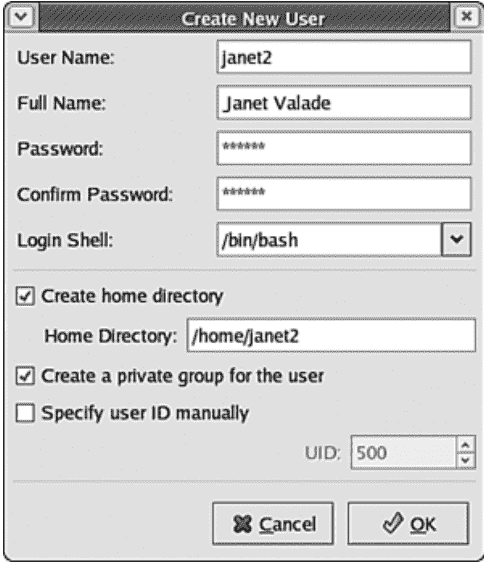 Create New User
User Name: janet2
Full Name: Janet Valade
Password: ******
Confirm Password: ******
Login Shell: /bin/bash
Create home directory
Home Directory: /home/janet2
Create a private group for the user
Specify user ID manually
UID: 500
Cancel OK